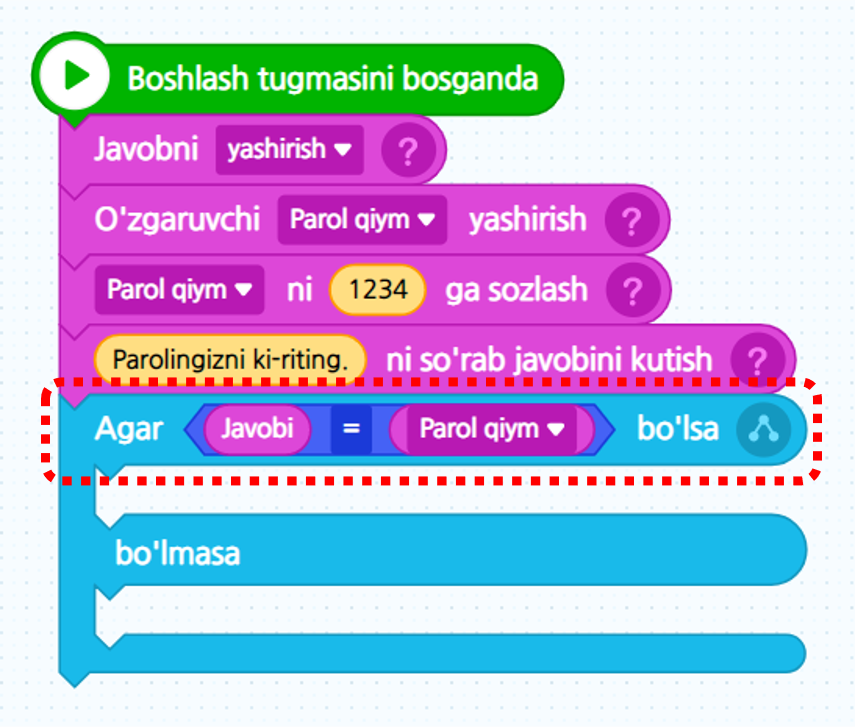 Boshlash tugmasini bosganda
Javobni yashirish ?
O'zgaruvchi Parol qiym yashirish ?
Parol qiym ni 1234 ga sozlash ?
Parolingizni ki-riting. ni so'rab javobini kutish ?
Agar Javobi = Parol qiym bo'lsa
bo'lmasa